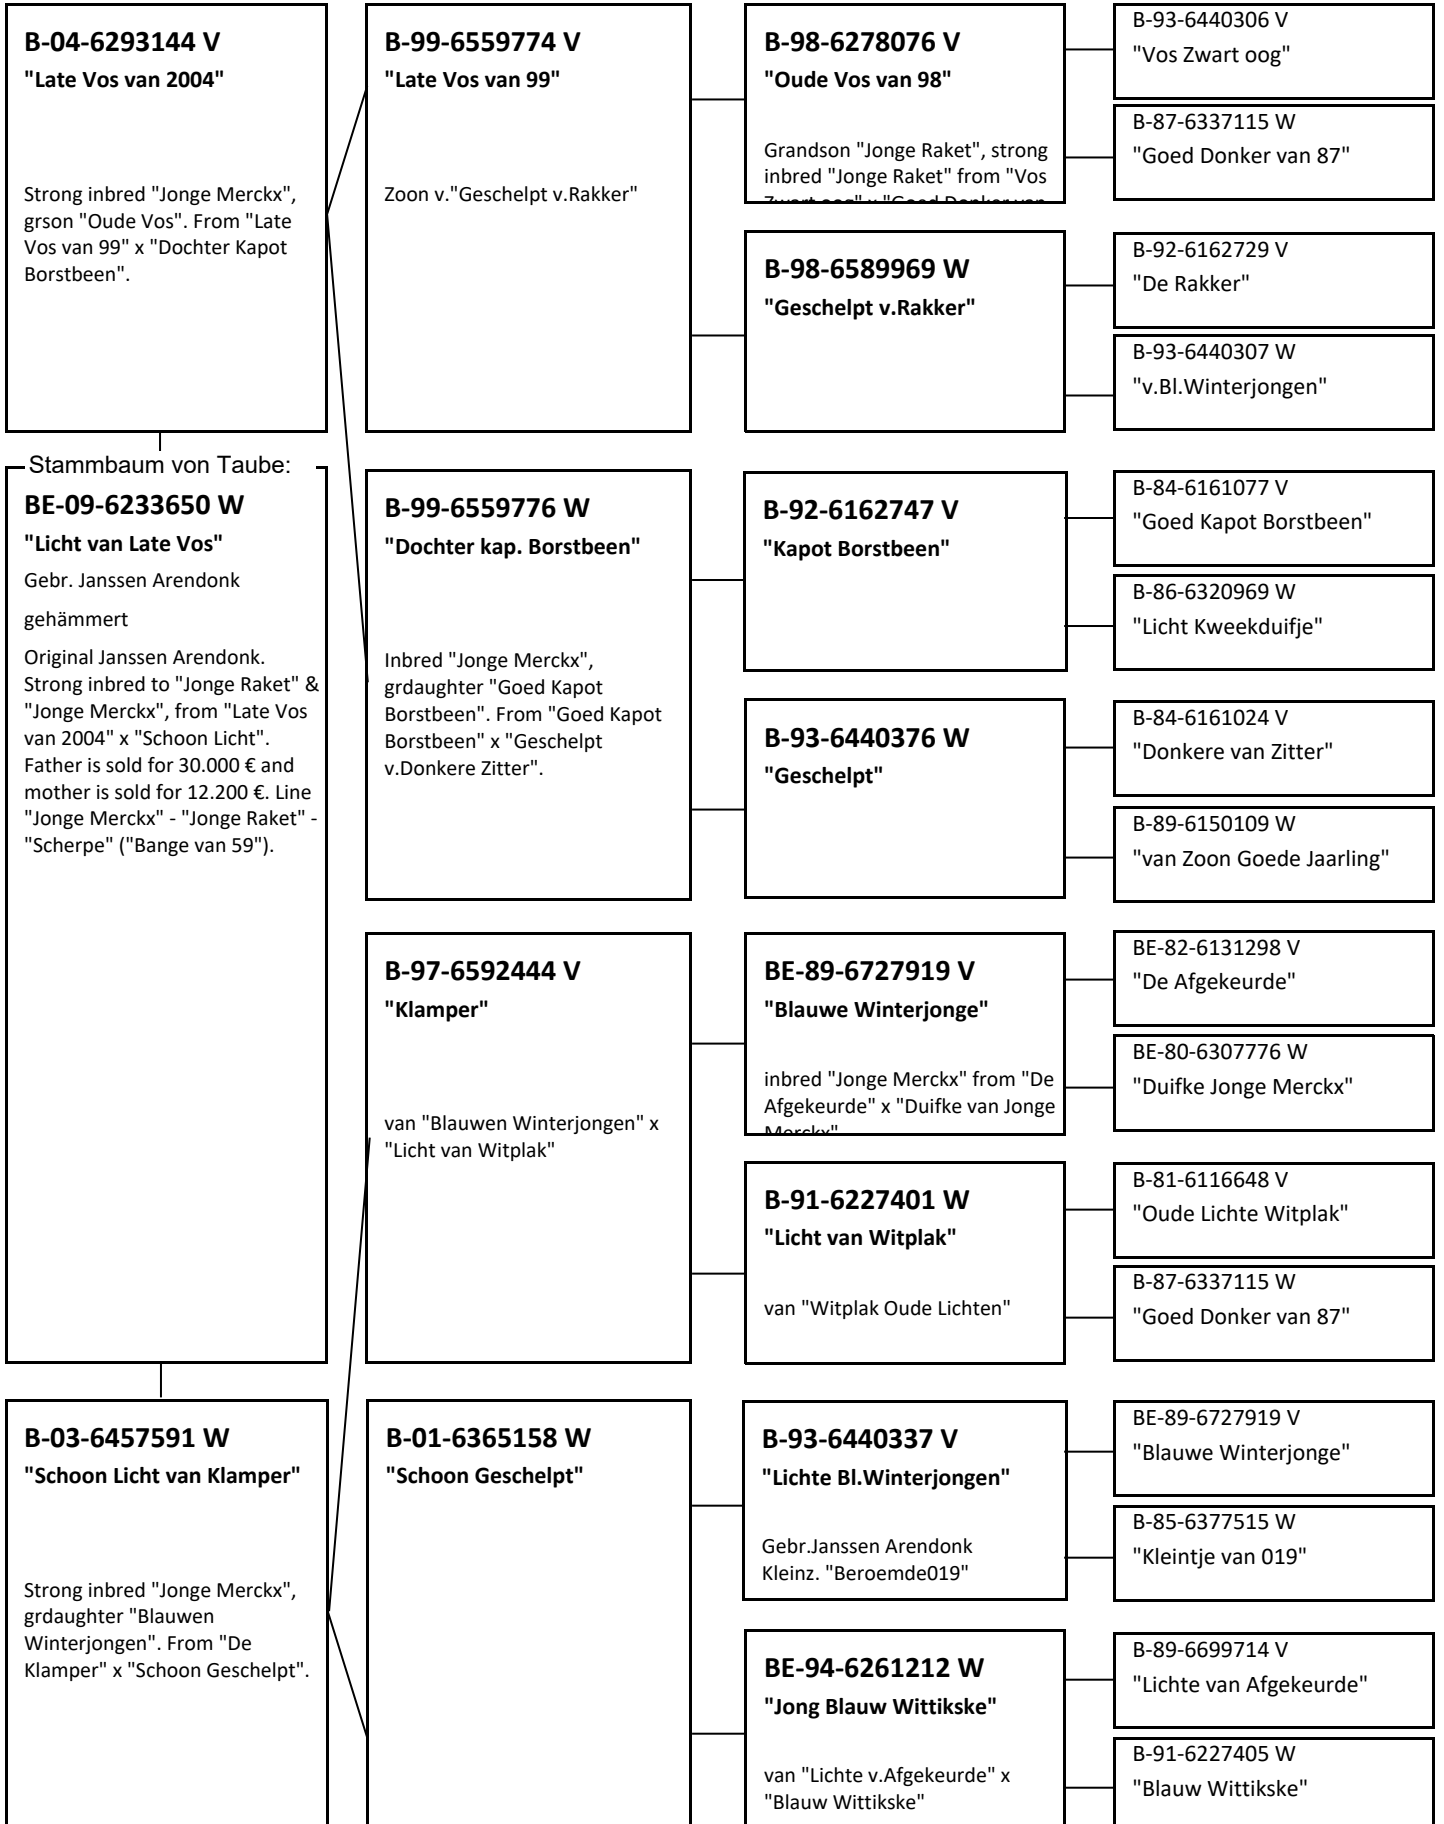 B-04-6293144 V
"Late Vos van 2004"
Strong inbred "Jonge Merckx",
grson "Oude Vos". From "Late
Vos van 99" x "Dochter Kapot
Borstbeen".
Stammbaum von Taube:
BE-09-6233650 W
"Licht van Late Vos"
Gebr. Janssen Arendonk
gehämmert
Original Janssen Arendonk.
Strong inbred to "Jonge Raket" &
"Jonge Merckx", from "Late Vos
van 2004" x "Schoon Licht".
Father is sold for 30.000 € and
mother is sold for 12.200 €. Line
"Jonge Merckx" - "Jonge Raket" -
"Scherpe" ("Bange van 59").
B-03-6457591 W
"Schoon Licht van Klamper"
Strong inbred "Jonge Merckx",
grdaughter "Blauwen
Winterjongen". From "De
Klamper" x "Schoon Geschelpt".
B-99-6559774 V
"Late Vos van 99"
Zoon v."Geschelpt v.Rakker"
B-99-6559776 W
"Dochter kap. Borstbeen"
Inbred "Jonge Merckx",
grdaughter "Goed Kapot
Borstbeen". From "Goed Kapot
Borstbeen" x "Geschelpt
v.Donkere Zitter".
B-97-6592444 V
"Klamper"
van "Blauwen Winterjongen" x
"Licht van Witplak"
B-01-6365158 W
"Schoon Geschelpt"
B-98-6278076 V
"Oude Vos van 98"
Grandson "Jonge Raket", strong
inbred "Jonge Raket" from "Vos
Zwart oog" x "Goed Donker van
B-98-6589969 W
"Geschelpt v.Rakker"
B-92-6162747 V
"Kapot Borstbeen"
B-93-6440376 W
"Geschelpt"
BE-89-6727919 V
"Blauwe Winterjonge"
inbred "Jonge Merckx" from "De
Afgekeurde" x "Duifke van Jonge
Merckx"
B-91-6227401 W
"Licht van Witplak"
van "Witplak Oude Lichten"
B-93-6440337 V
"Lichte Bl.Winterjongen"
Gebr.Janssen Arendonk
Kleinz. "Beroemde019"
BE-94-6261212 W
"Jong Blauw Wittikske"
van "Lichte v.Afgekeurde" x
"Blauw Wittikske"
B-93-6440306 V
"Vos Zwart oog"
B-87-6337115 W
"Goed Donker van 87"
B-92-6162729 V
"De Rakker"
B-93-6440307 W
"v.Bl.Winterjongen"
B-84-6161077 V
"Goed Kapot Borstbeen"
B-86-6320969 W
"Licht Kweekduifje"
B-84-6161024 V
"Donkere van Zitter"
B-89-6150109 W
"van Zoon Goede Jaarling"
BE-82-6131298 V
"De Afgekeurde"
BE-80-6307776 W
"Duifke Jonge Merckx"
B-81-6116648 V
"Oude Lichte Witplak"
B-87-6337115 W
"Goed Donker van 87"
BE-89-6727919 V
"Blauwe Winterjonge"
B-85-6377515 W
"Kleintje van 019"
B-89-6699714 V
"Lichte van Afgekeurde"
B-91-6227405 W
"Blauw Wittikske"